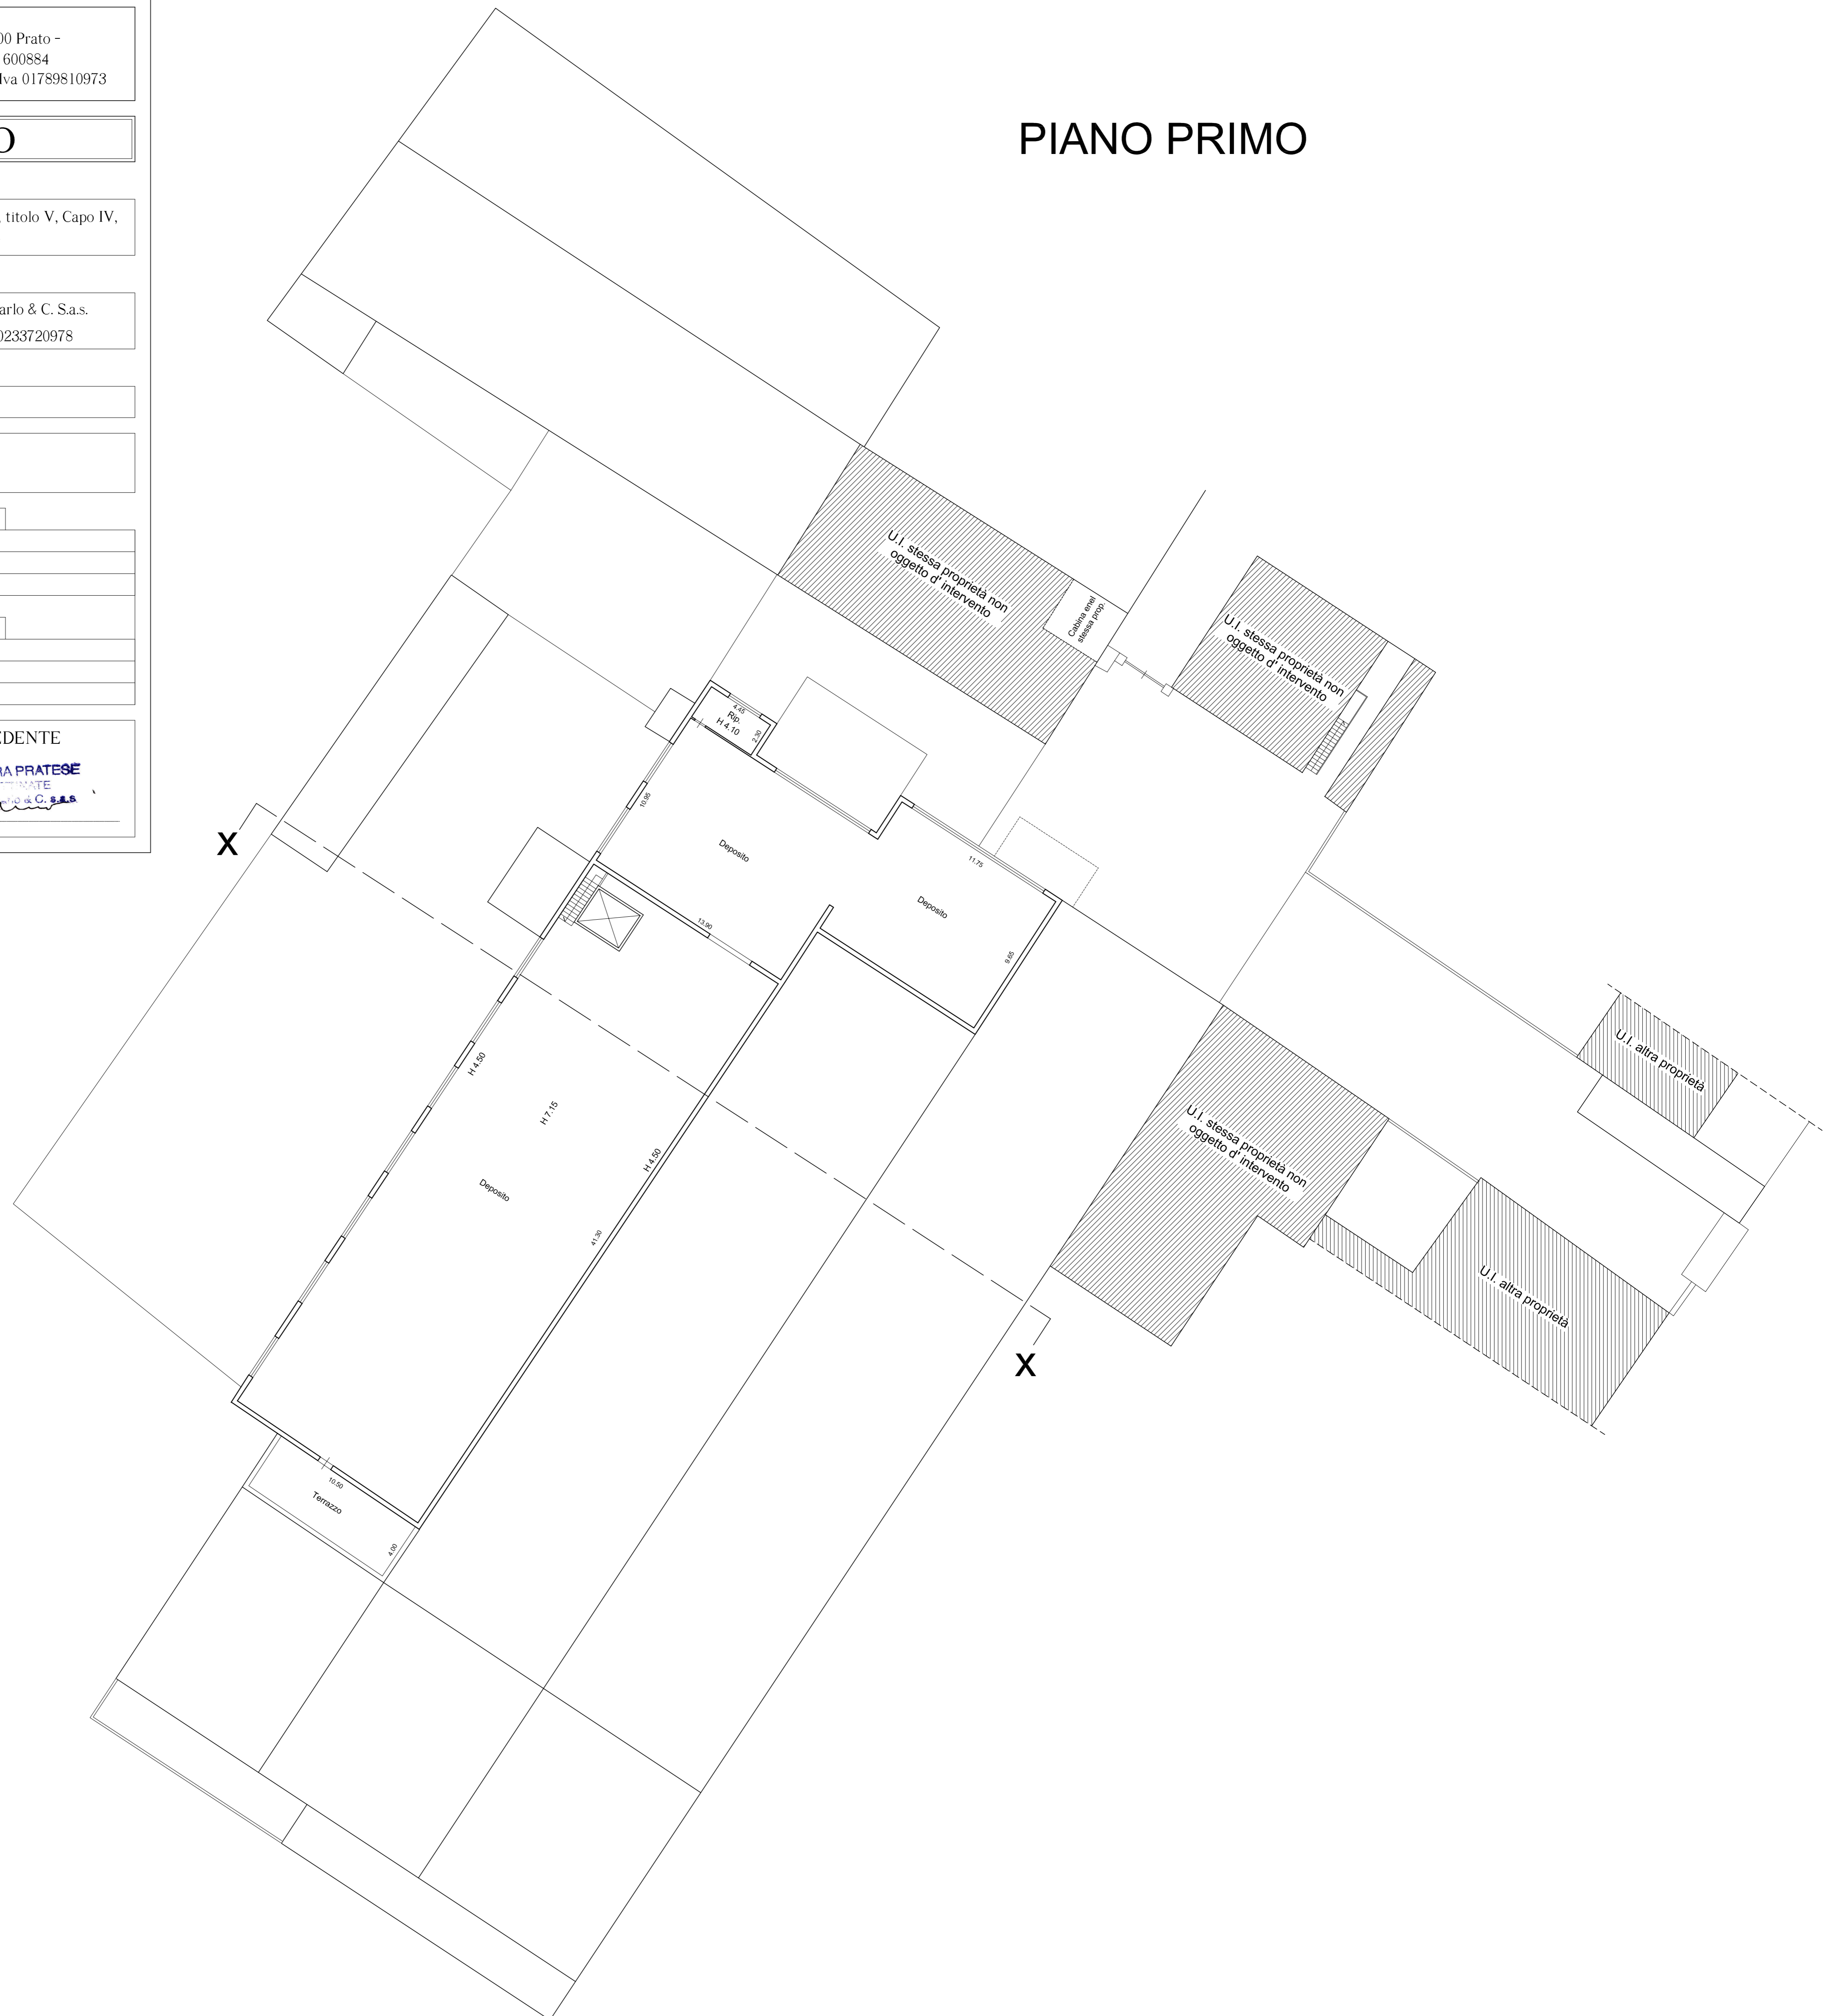 00 Prato -
600884
Iva 01789810973
O
titolo V, Capo IV,
arlo & C. S.a.s.
0233720978
EDENTE
RA PRATESE
& C. s.a.s.
PIANO PRIMO
U.I. stessa proprietà non
oggetto d' intervento
Cabina enel
stessa prop.
U.I. stessa proprietà non
oggetto d' intervento
4.45
Rip.
H 4.10
2.30
10.95
X
Deposito
11.75
Deposito
13.90
9.65
U.I. altra proprietà
H 4.50
H 7.15
H 4.50
U.I. stessa proprietà non
oggetto d' intervento
Deposito
41.30
U.I. altra proprietà
X
10.50
Terrazzo
4.00